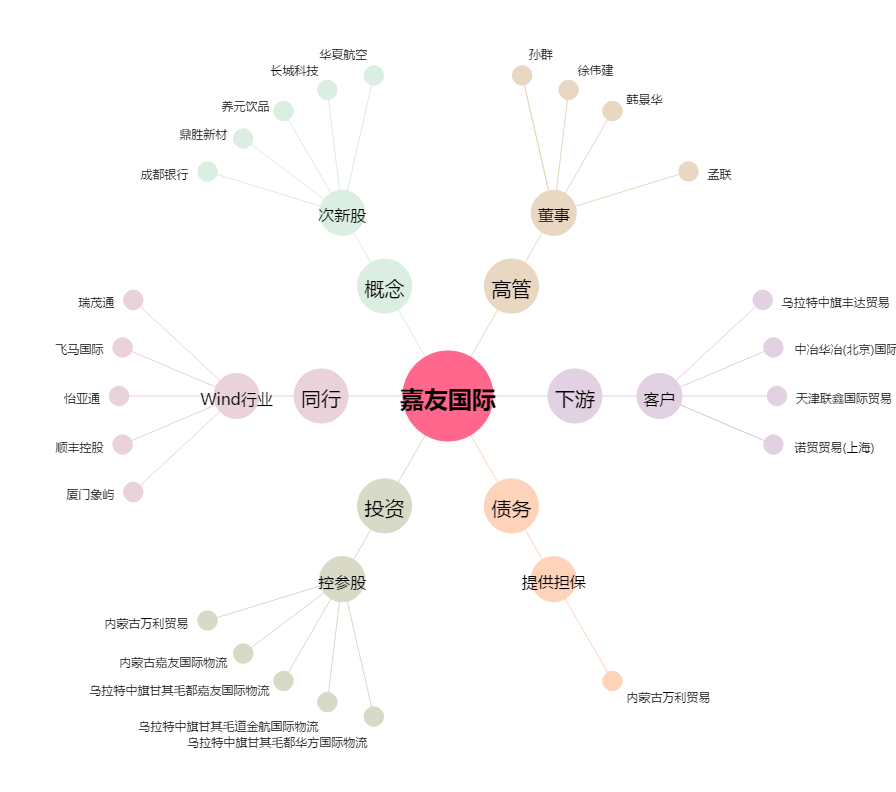 华夏航空
孙群
长城科技
徐伟建
养元饮品
韩景华
鼎胜新材
成都银行
孟联
次新股
董事
概念
高管
瑞茂通
乌拉特中旗丰达贸易
飞马国际
中冶华冶(北京)国际
怡亚通
Wind行业
同行
嘉友国际
下游
客户
天津联鑫国际贸易
顺丰控股
诺贸贸易(上海)
厦门象屿
投资
债务
控参股
提供担保
内蒙古万利贸易
内蒙古嘉友国际物流
乌拉特中旗甘其毛都嘉友国际物流
内蒙古万利贸易
乌拉特中旗甘其毛道金航国际物流
乌拉特中旗甘其毛都华方国际物流